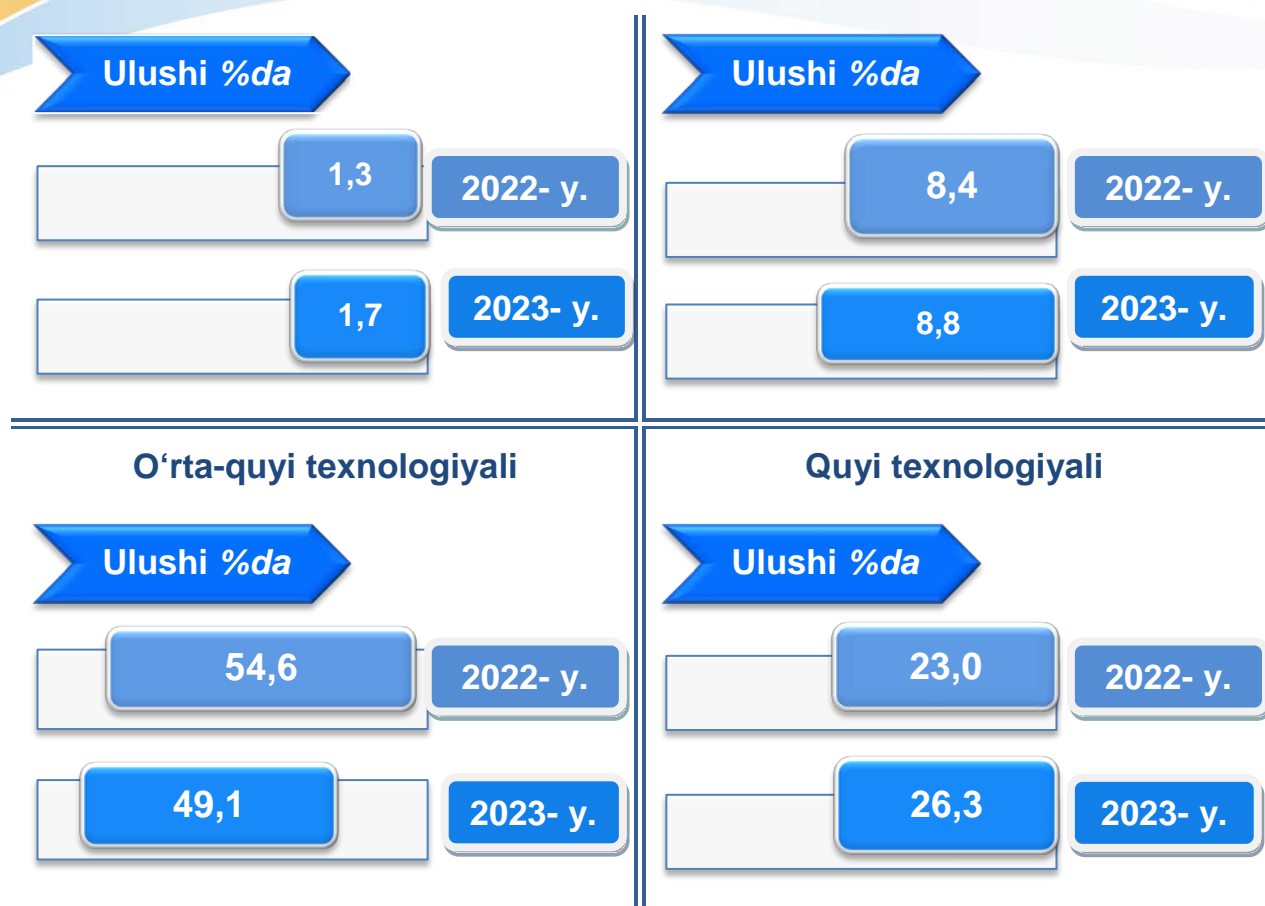 Ulushi %da
1,3
2022- y.
1,7
2023- y.
Ulushi %da
8,4
2022- y.
8,8
2023- y.
O‘rta-quyi texnologiyali
Ulushi %da
54,6
2022- y.
49,1
2023- y.
Quyi texnologiyali
Ulushi %da
23,0
2022- y.
26,3
2023- y.